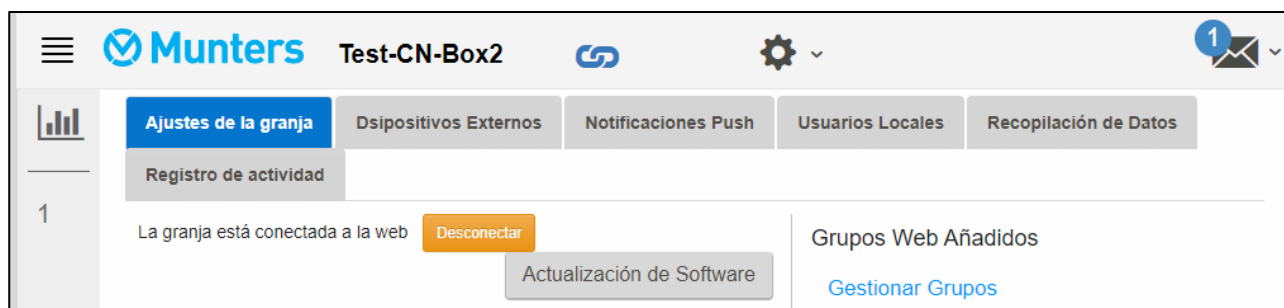 Munters Test-CN-Box2 1
Ajustes de la granja Dsipositivos Externos Notificaciones Push Usuarios Locales Recopilación de Datos
Registro de actividad
1
La granja está conectada a la web Desconectar
Grupos Web Añadidos
Actualización de Software
Gestionar Grupos